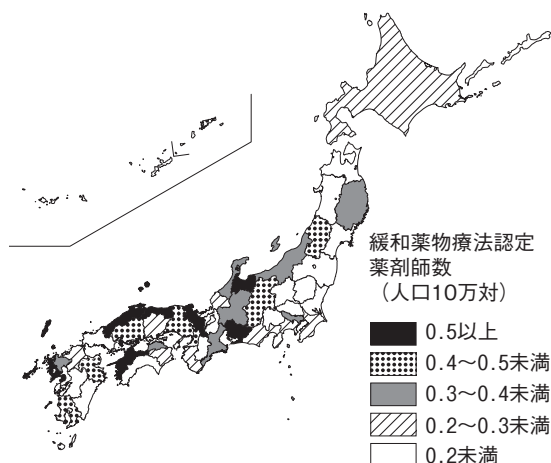 緩和薬物療法認定
薬剤師数
(人口10万対)
0.5以上
0.4〜0.5未満
0.3〜0.4未満
0.2〜0.3未満
0.2未満